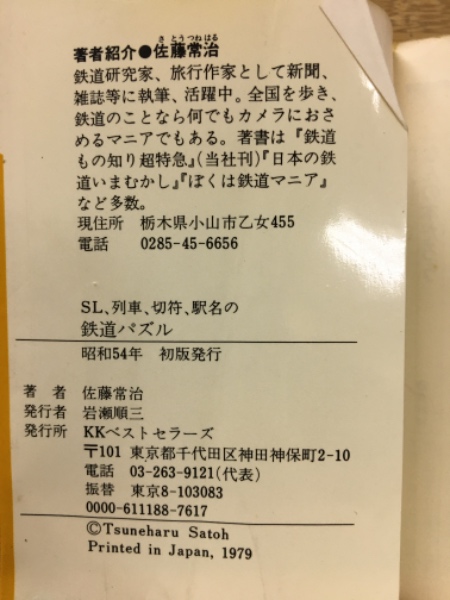 さとうつねはる
著者紹介●佐藤常治
鉄道研究家、旅行作家として新聞、
雑誌等に執筆、活躍中。全国を歩き、
鉄道のことなら何でもカメラにおさ
めるマニアでもある。著書は『鉄道
もの知り超特急』(当社刊)『日本の鉄
道いまむかし』『ぼくは鉄道マニア』
など多数。
現住所 栃木県小山市乙女455
電話 0285-45-6656
SL、列車、切符、駅名の
鉄道パズル
昭和54年 初版発行
著者 佐藤常治
発行者 岩瀬順三
発行所 KKベストセラーズ
〒101 東京都千代田区神田神保町2-10
電話 03-263-9121(代表)
振替 東京8-103083
0000-611188-7617
©Tsuneharu Satoh
Printed in Japan, 1979